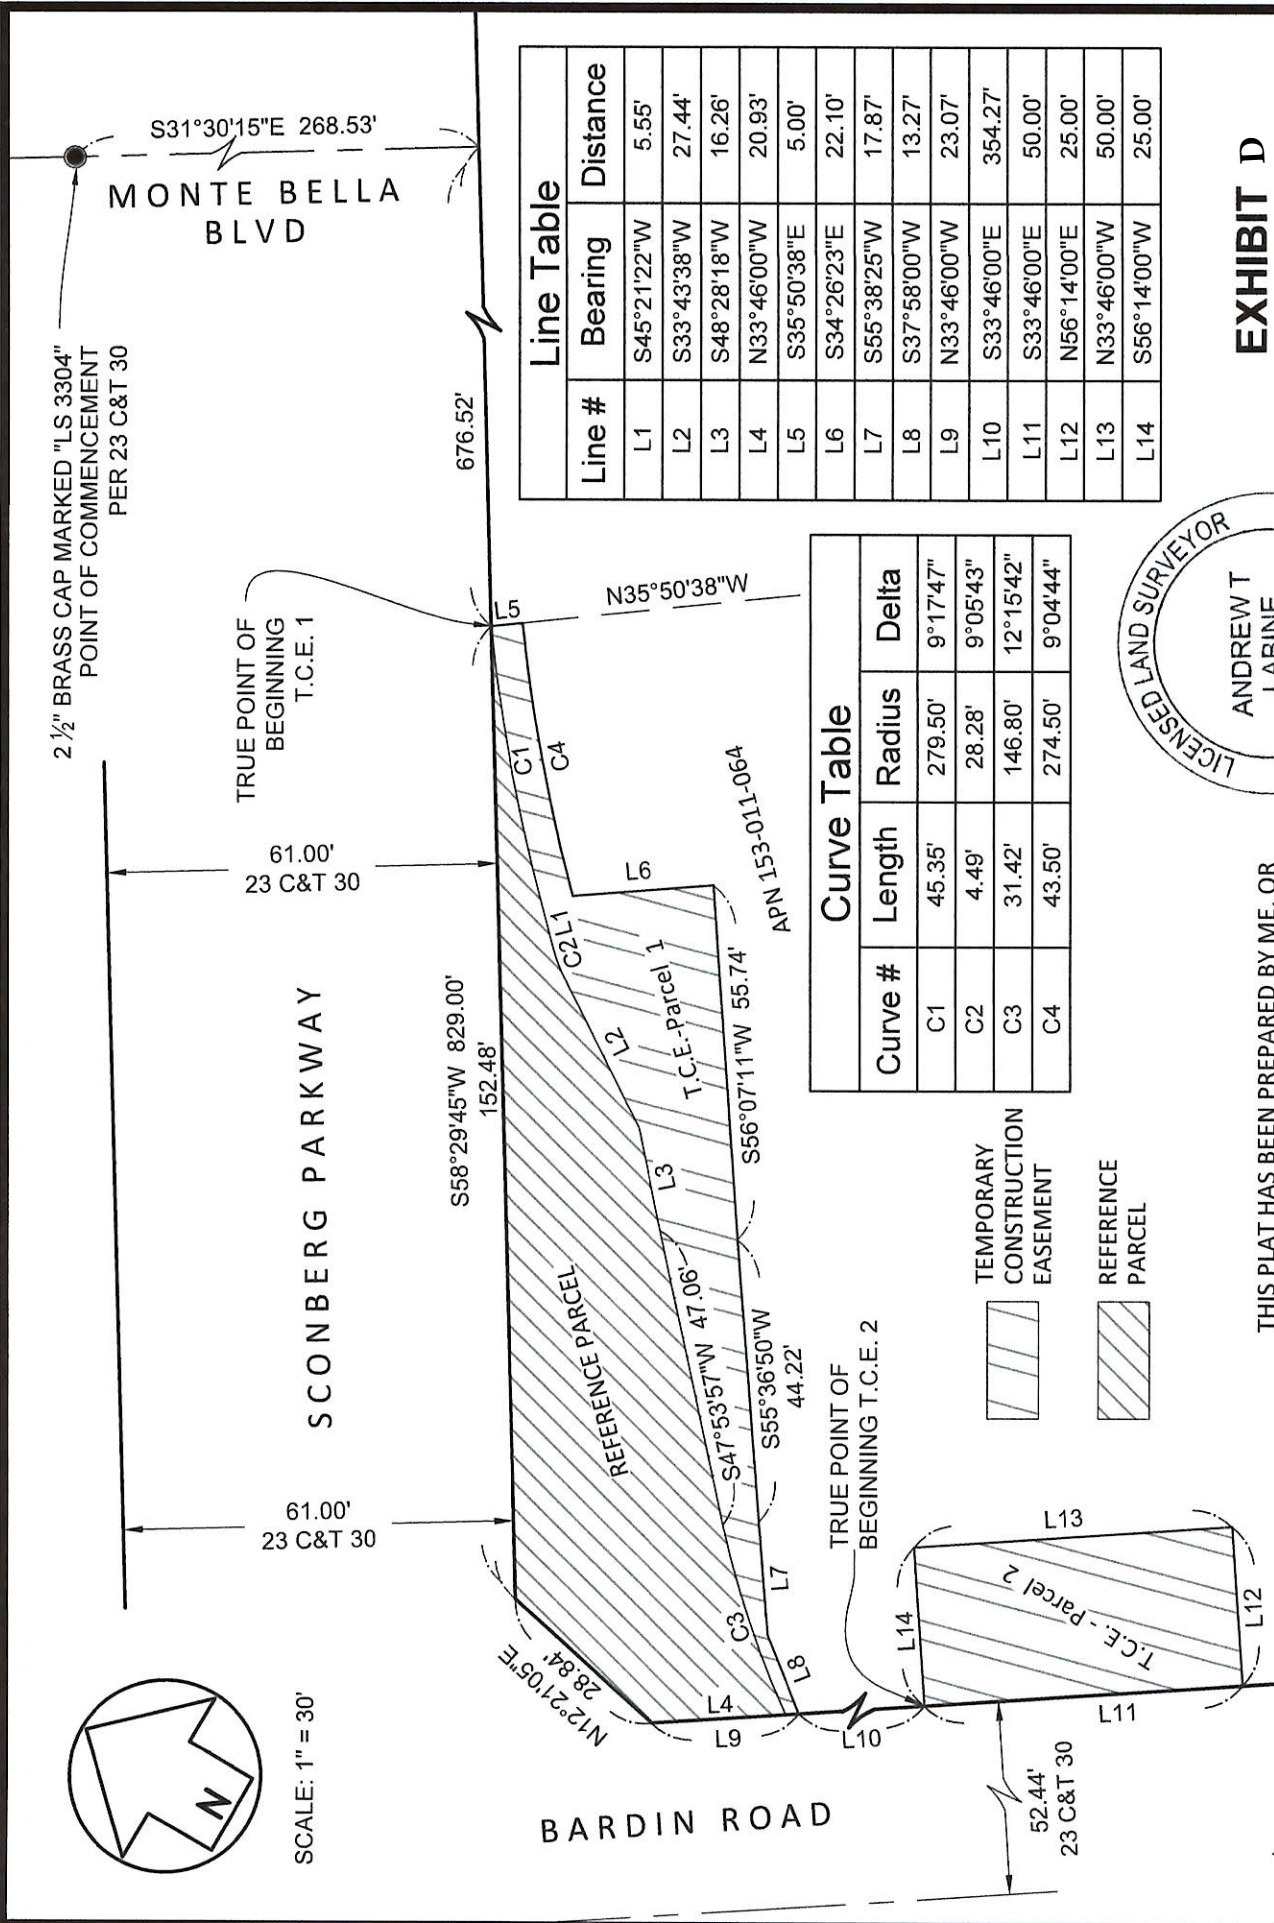 2 ½" BRASS CAP MARKED "LS 3304"
POINT OF COMMENCEMENT
PER 23 C&T 30
S31°30'15"E 268.53'
MONTE BELLA
BLVD
676.52'
TRUE POINT OF
BEGINNING
T.C.E. 1
61.00'
23 C&T 30
61.00'
23 C&T 30
SCONBERG PARKWAY
S58°29'45"W 829.00'
152.48'
N
SCALE: 1" = 30'
BARDIN ROAD
N12°21'05"E
28.84'
REFERENCE PARCEL
L5
N35°50'38"W
C1
C4
C2
L1
L6
L2
T.C.E.-Parcel 1
L3
APN 153-011-064
S56°07'11"W 55.74'
S47°53'57"W 47.06'
S55°36'50"W
44.22'
L7
C3
L8
L4
L9
L10
TRUE POINT OF
BEGINNING T.C.E. 2
L14
L13
T.C.E. - Parcel 2
L11
L12
52.44'
23 C&T 30
TEMPORARY
CONSTRUCTION
EASEMENT
REFERENCE
PARCEL
Line Table
Line # Bearing Distance
L1 S45°21'22"W 5.55'
L2 S33°43'38"W 27.44'
L3 S48°28'18"W 16.26'
L4 N33°46'00"W 20.93'
L5 S35°50'38"E 5.00'
L6 S34°26'23"E 22.10'
L7 S55°38'25"W 17.87'
L8 S37°58'00"W 13.27'
L9 N33°46'00"W 23.07'
L10 S33°46'00"E 354.27'
L11 S33°46'00"E 50.00'
L12 N56°14'00"E 25.00'
L13 N33°46'00"W 50.00'
L14 S56°14'00"W 25.00'
Curve Table
Curve # Length Radius Delta
C1 45.35' 279.50' 9°17'47"
C2 4.49' 28.28' 9°05'43"
C3 31.42' 146.80' 12°15'42"
C4 43.50' 274.50' 9°04'44"
LICENSED LAND SURVEYOR
ANDREW T
LABINE
EXHIBIT D
THIS PLAT HAS BEEN PREPARED BY ME, OR